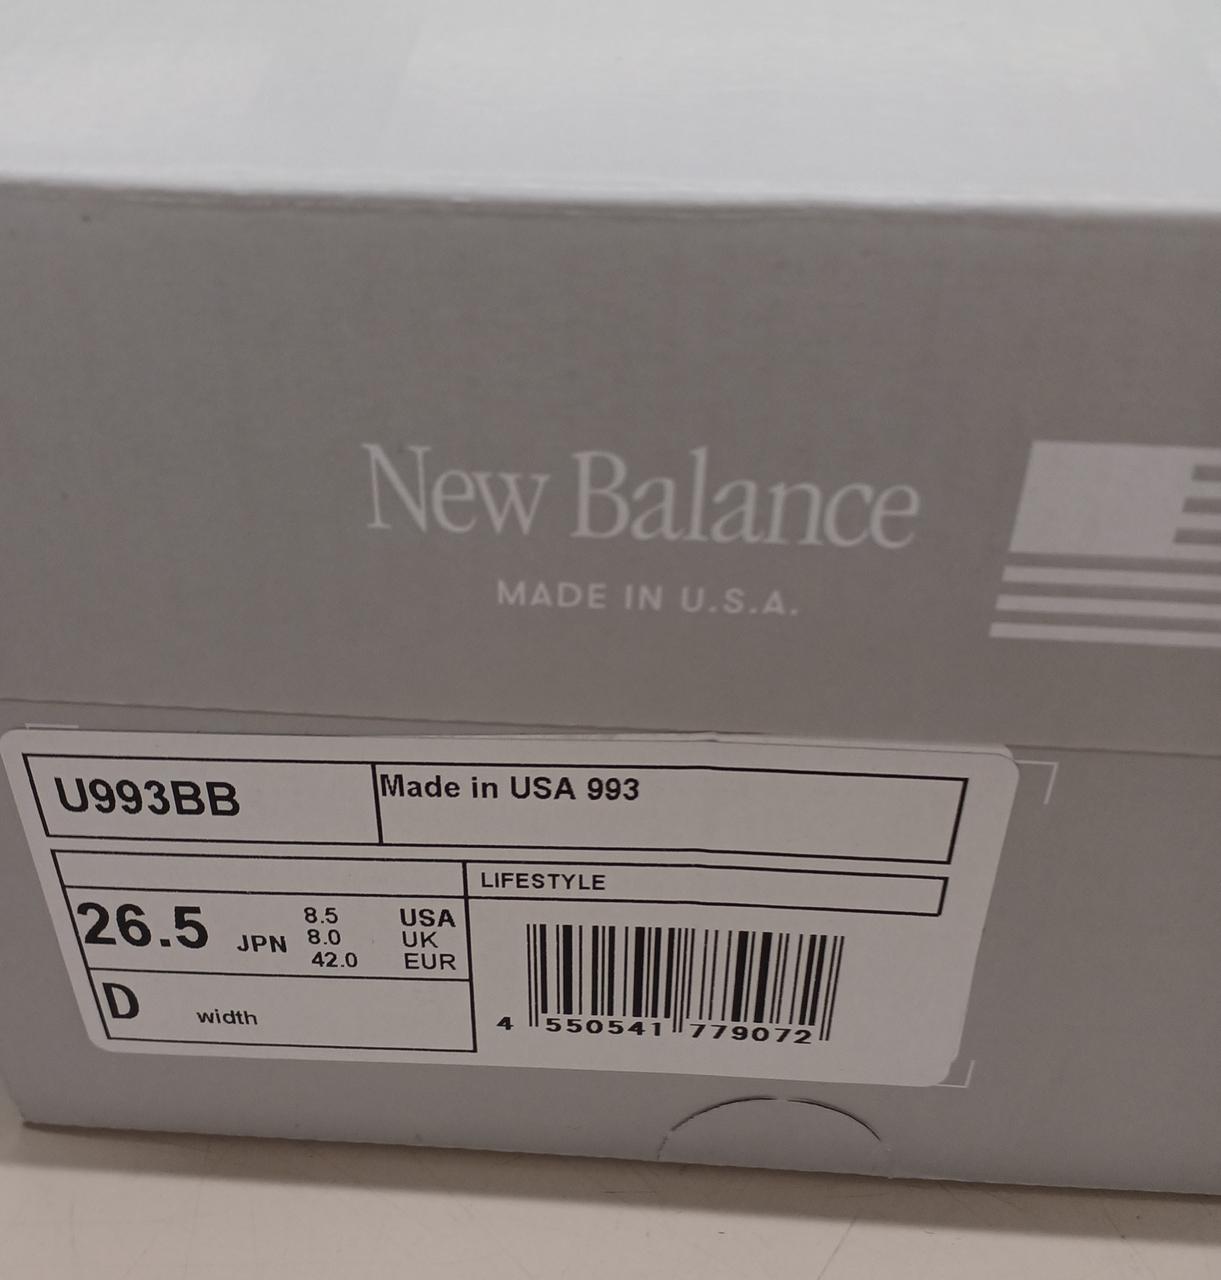 New Balance
MADE IN U.S.A.
U993BB
Made in USA 993
LIFESTYLE
26.5 JPN
8.5 USA
8.0 UK
42.0 EUR
D width
4 550541 779072